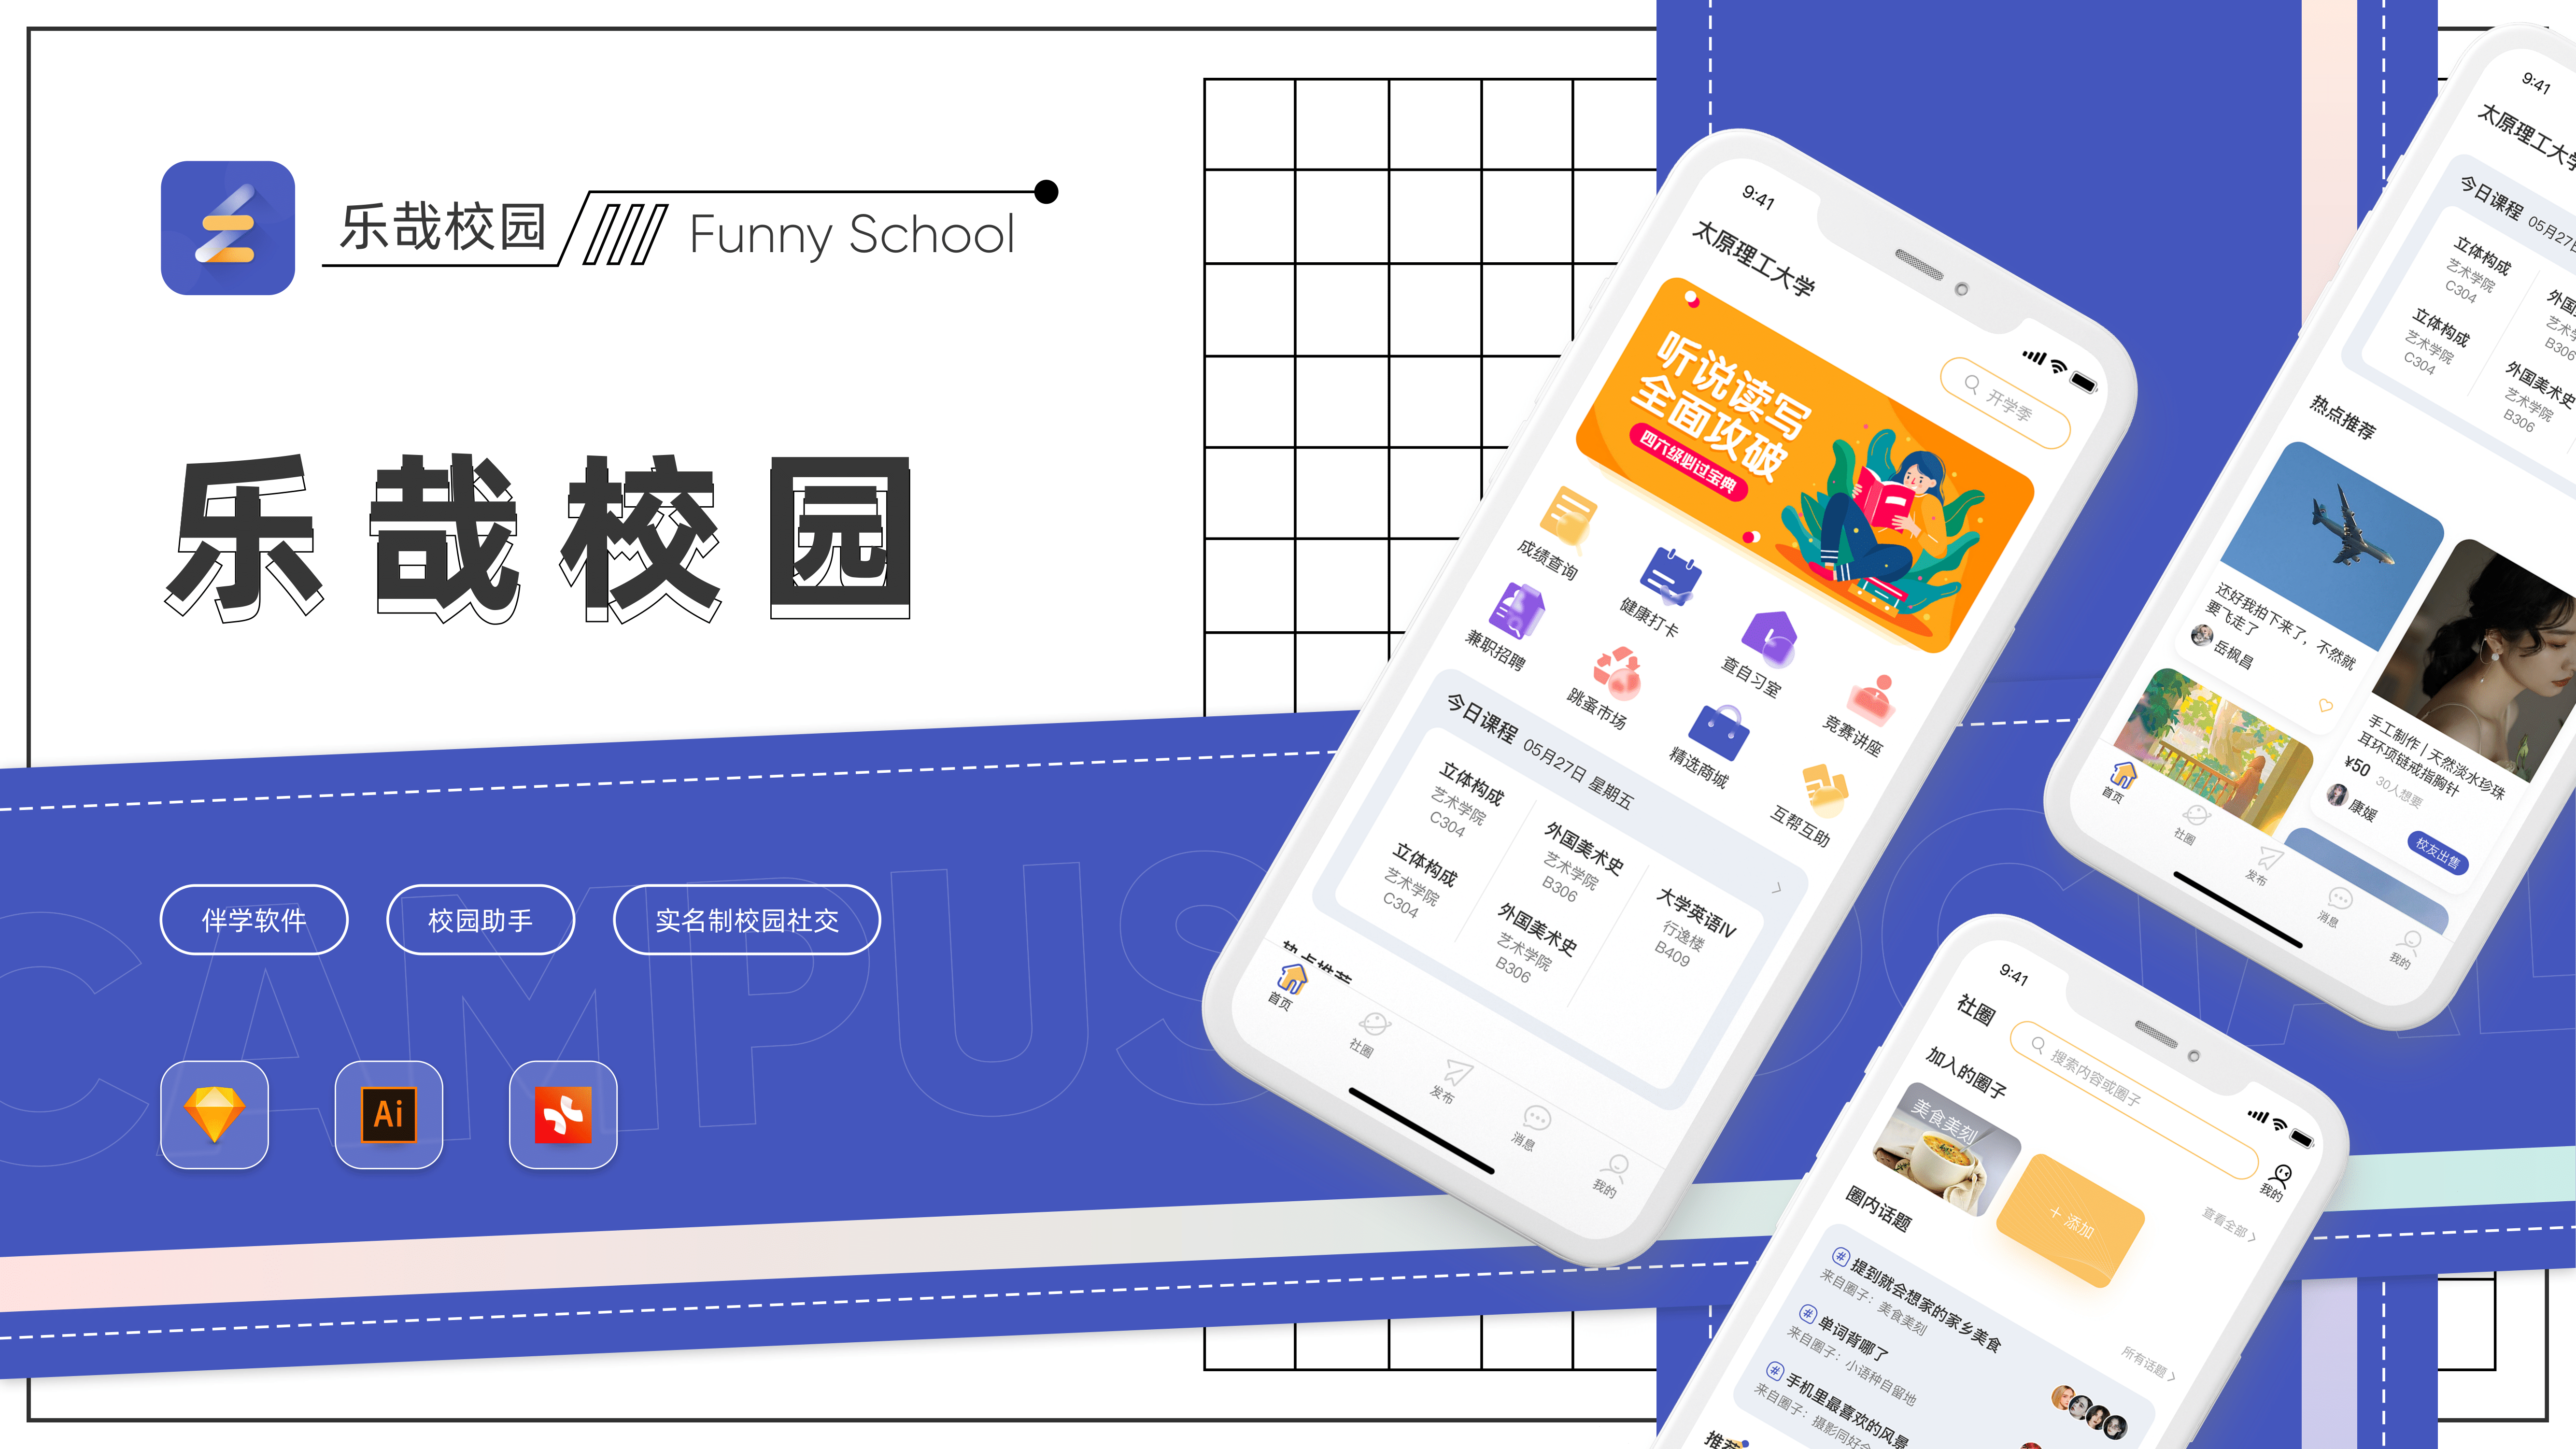 乐哉校园
Funny School
乐哉校园
伴学软件
校园助手
实名制校园社交
Ai
CAMPUS
9:41
太原理工大学
开学季
听说读写
全面攻破
四六级必过宝典
成绩查询
健康打卡
查自习室
竞赛讲座
兼职招聘
跳蚤市场
精选商城
互帮互助
今日课程 05月27日 星期五
立体构成
艺术学院
C304
外国美术史
艺术学院
B306
大学英语IV
行逸楼
B409
立体构成
艺术学院
C304
外国美术史
艺术学院
B306
热点推荐
首页
社圈
发布
消息
我的
9:41
太原理工大学
今日课程 05月27日
立体构成
艺术学院
C304
外国
艺术学
B306
立体构成
艺术学院
C304
外国美术史
艺术学院
B306
热点推荐
还好我拍下来了，不然就
要飞走了
岳枫昌
手工制作 | 天然淡水珍珠
耳环项链戒指胸针
¥50 30人想要
康媛
校友出售
首页
社圈
发布
消息
我的
9:41
社圈
搜索内容或圈子
我的
加入的圈子
查看全部
美食美刻
+ 添加
圈内话题
所有话题
# 提到就会想家的家乡美食
来自圈子：美食美刻
# 单词背哪了
来自圈子：小语种自留地
# 手机里最喜欢的风景
来自圈子：摄影同好会
推荐